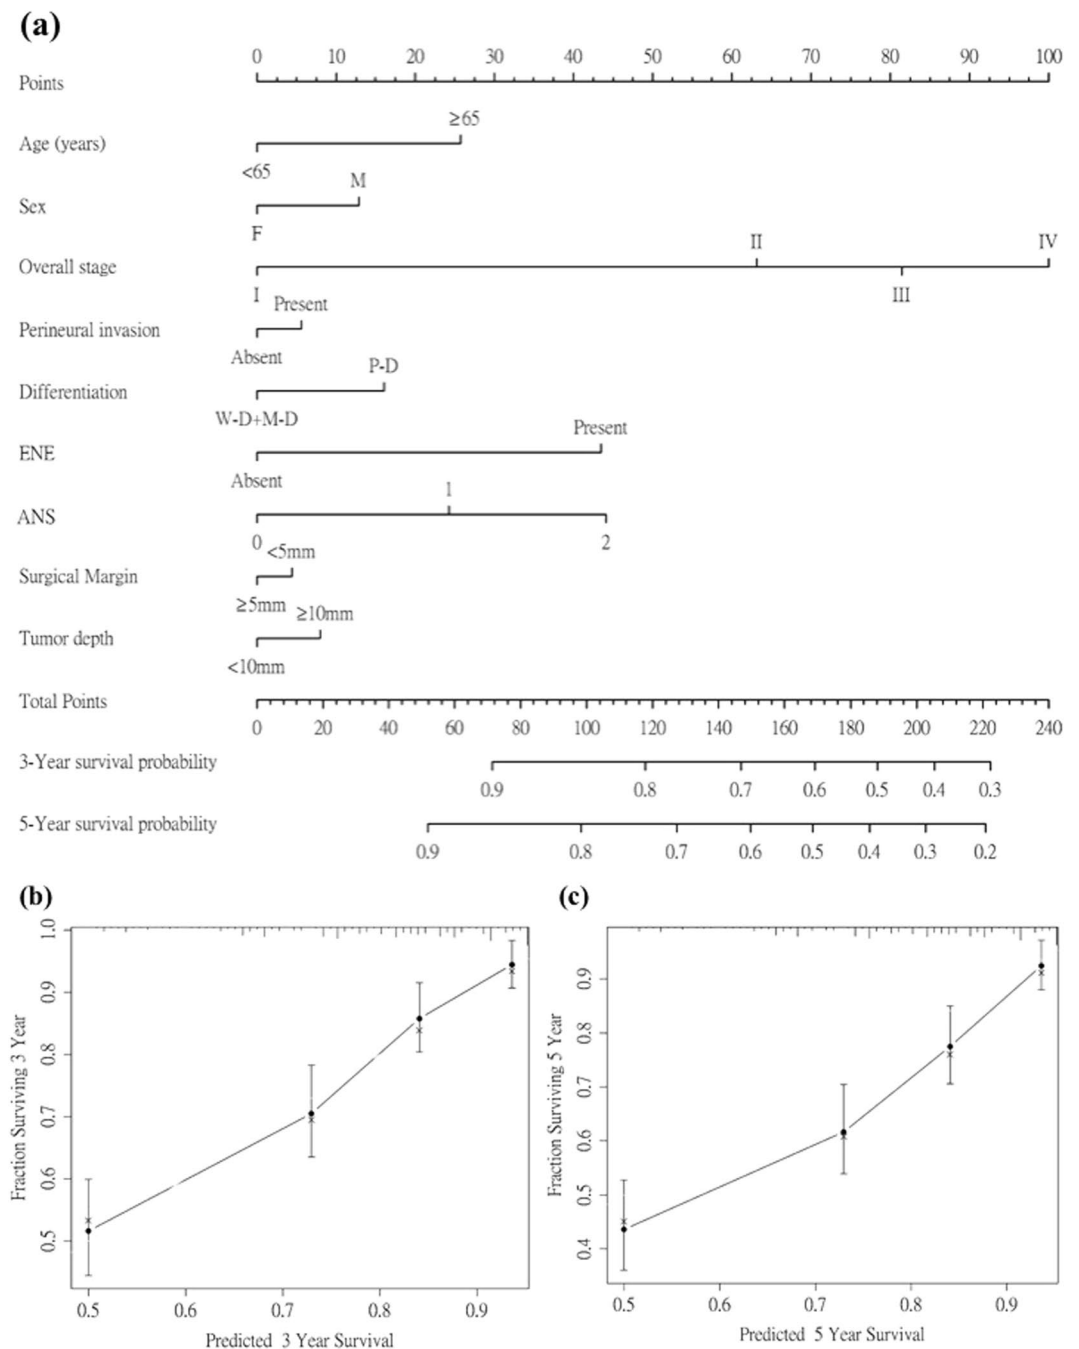 (a)
0 10 20 30 40 50 60 70 80 90 100
Points
≥65
Age (years)
<65
M
Sex
F
II IV
Overall stage
I III
Present
Perineural invasion
Absent
P-D
Differentiation
W-D+M-D
Present
ENE
Absent
1
ANS
0 2
<5mm
Surgical Margin
≥5mm
≥10mm
Tumor depth
<10mm
Total Points
0 20 40 60 80 100 120 140 160 180 200 220 240
3-Year survival probability
0.9 0.8 0.7 0.6 0.5 0.4 0.3
5-Year survival probability
0.9 0.8 0.7 0.6 0.5 0.4 0.3 0.2
(b)
Fraction Surviving 3 Year
1.0
0.9
0.8
0.7
0.6
0.5
0.5 0.6 0.7 0.8 0.9
Predicted 3 Year Survival
(c)
Fraction Surviving 5 Year
0.9
0.8
0.7
0.6
0.5
0.4
0.5 0.6 0.7 0.8 0.9
Predicted 5 Year Survival